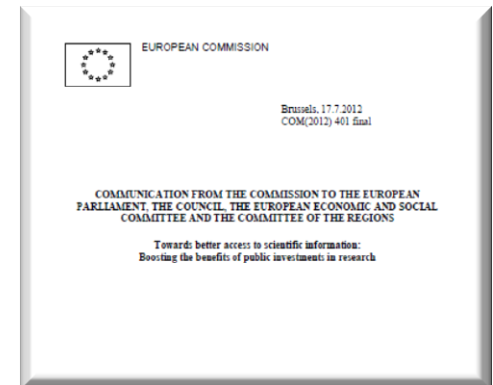 EUROPEAN COMMISSION
Brussels, 17.7.2012
COM(2012) 401 final
COMMUNICATION FROM THE COMMISSION TO THE EUROPEAN
PARLIAMENT, THE COUNCIL, THE EUROPEAN ECONOMIC AND SOCIAL
COMMITTEE AND THE COMMITTEE OF THE REGIONS
Towards better access to scientific information:
Boosting the benefits of public investments in research